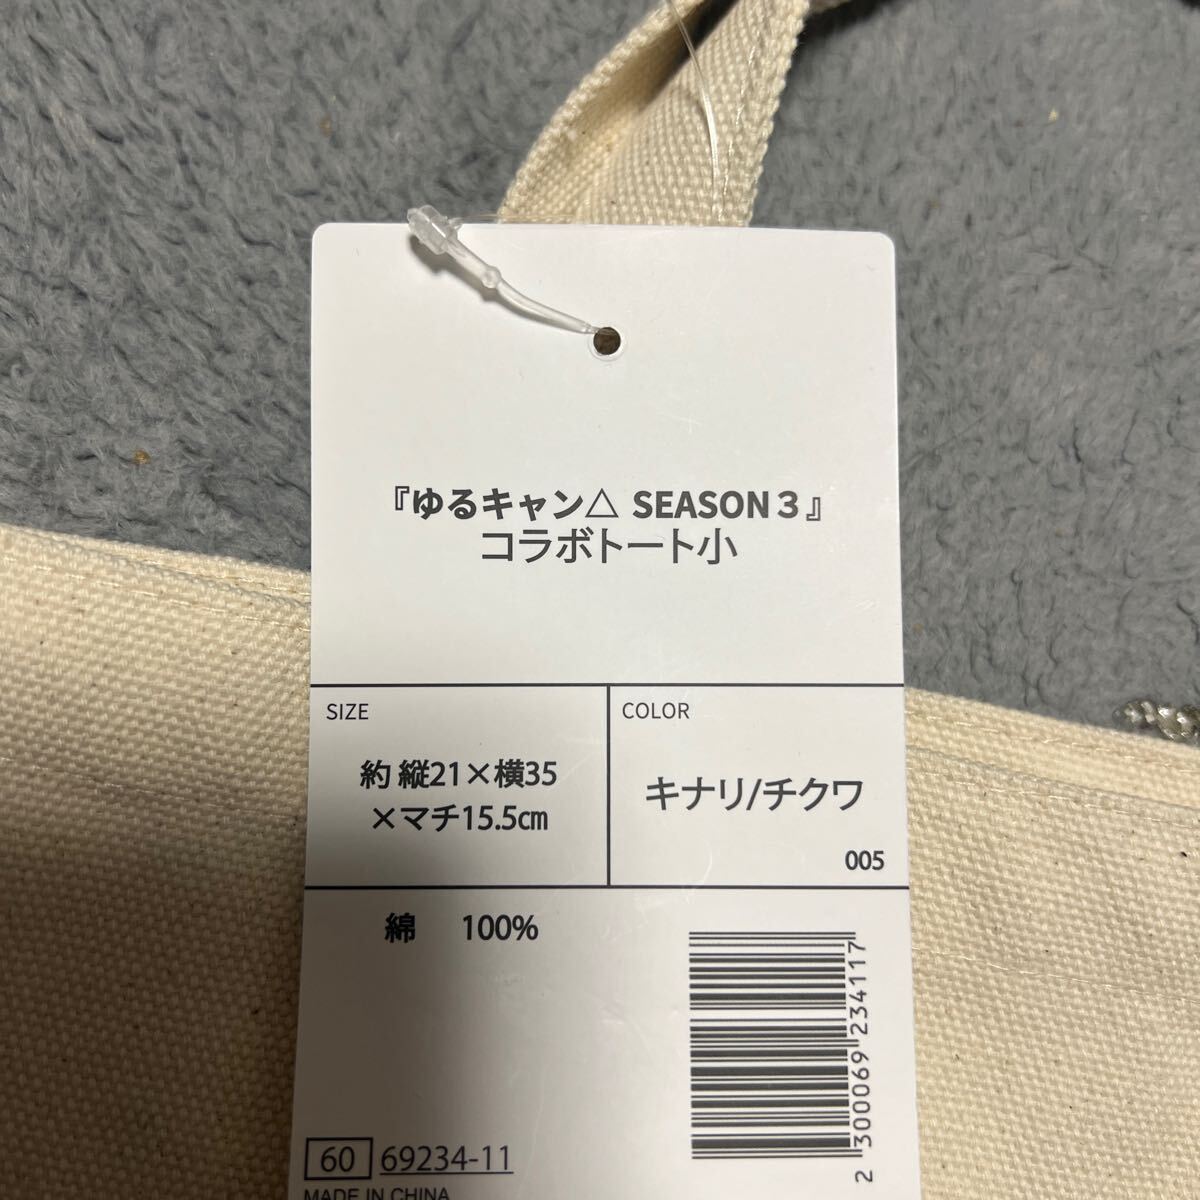 『ゆるキャン△ SEASON３』
コラボトート小
SIZE
約 縦21×横35
×マチ15.5㎝
COLOR
キナリ/チクワ
005
綿 100%
2 300069 234117
60 69234-11
MADE IN CHINA